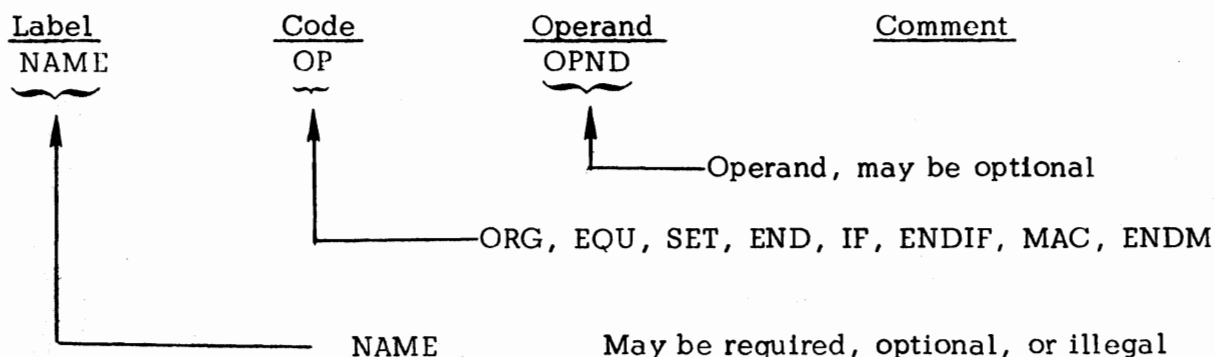 Label Code Operand Comment
NAME OP OPND
Operand, may be optional
ORG, EQU, SET, END, IF, ENDIF, MAC, ENDM
NAME May be required, optional, or illegal